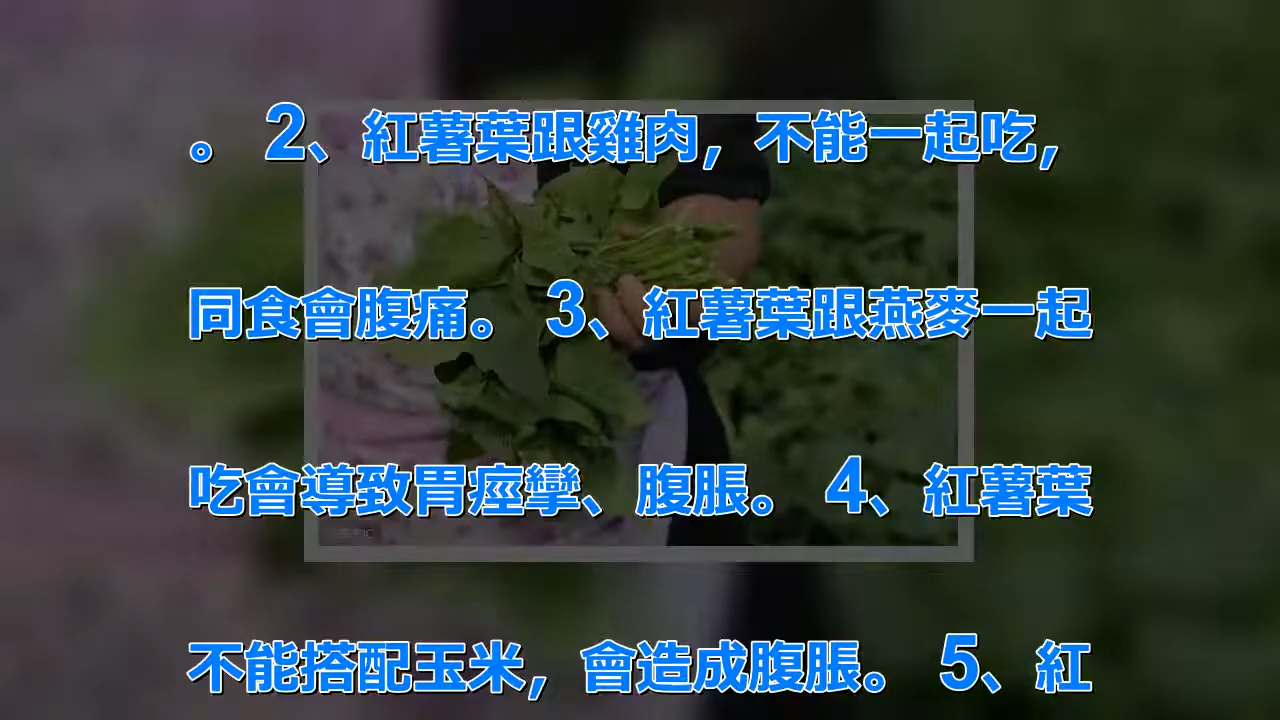 。 2、紅薯葉跟雞肉，不能一起吃，
同食會腹痛。 3、紅薯葉跟燕麥一起
吃會導致胃痙攣、腹脹。 4、紅薯葉
不能搭配玉米，會造成腹脹。 5、紅